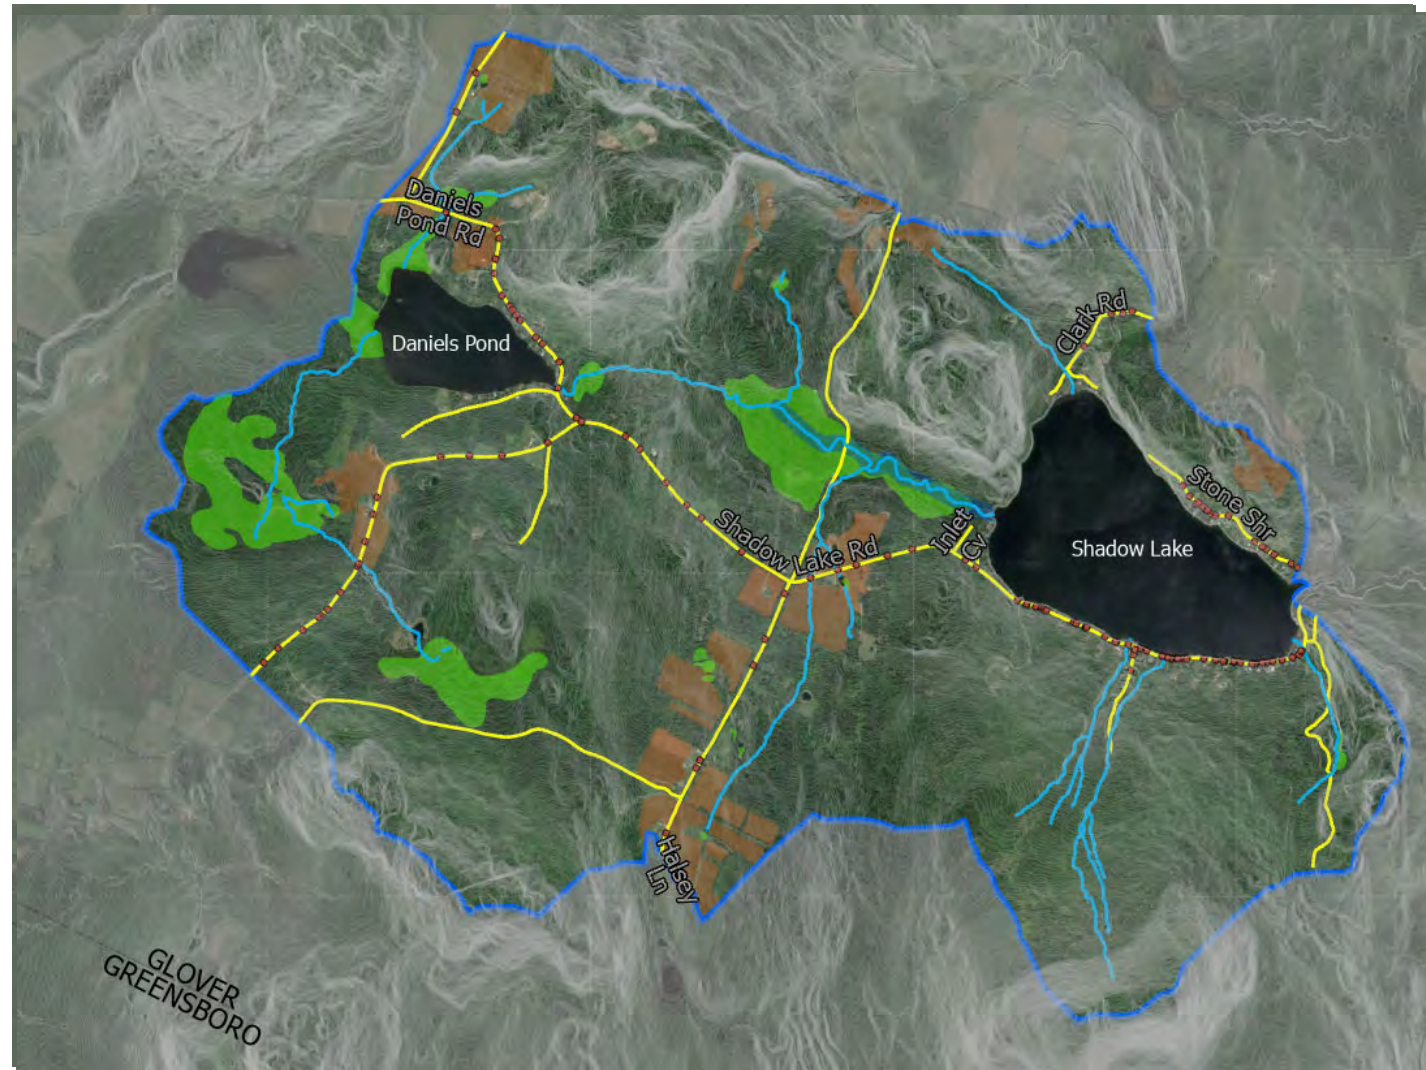 Daniels
Pond Rd
Daniels Pond
Clark Rd
Stone Shr
Shadow Lake Rd
Inlet
Cv
Shadow Lake
Halsey
Ln
GLOVER
GREENSBORO